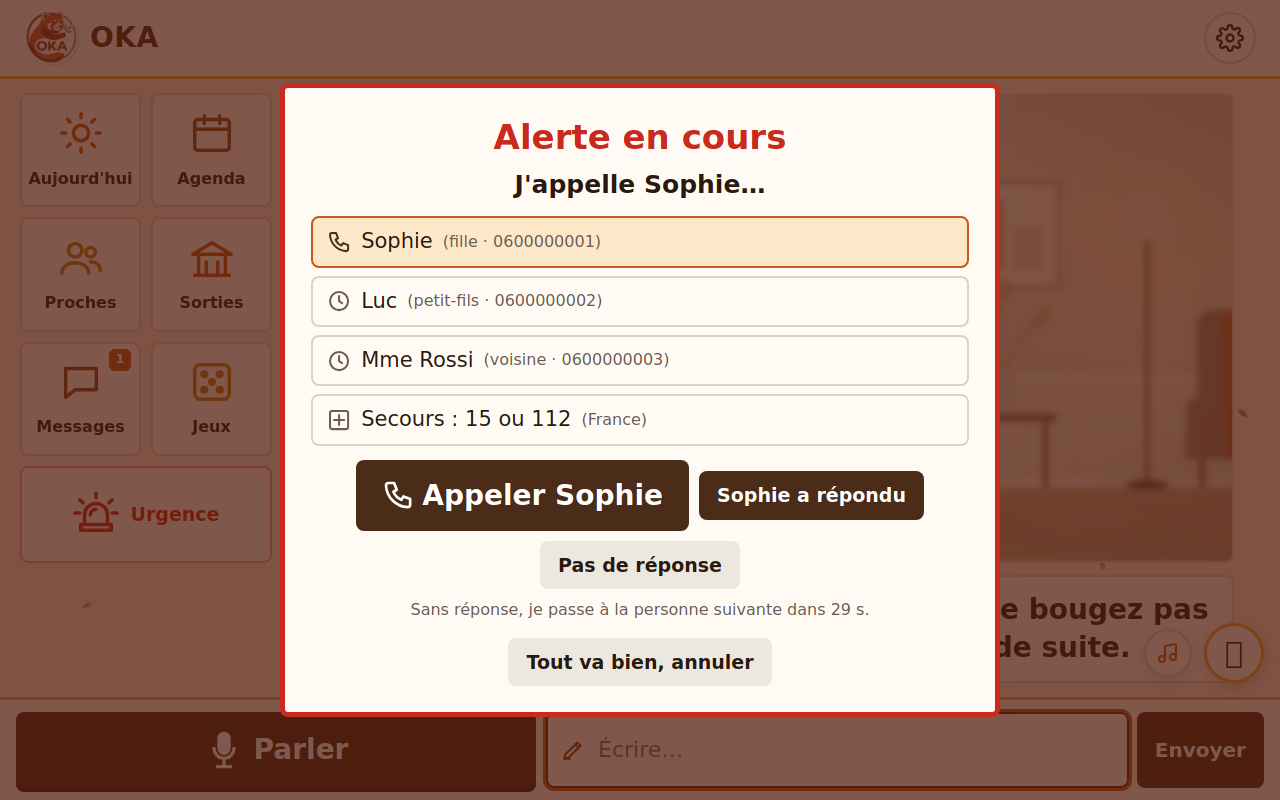 OKA
OKA
Aujourd'hui
Agenda
Proches
Sorties
1
Messages
Jeux
Urgence
Alerte en cours
J'appelle Sophie…
Sophie (fille · 0600000001)
Luc (petit-fils · 0600000002)
Mme Rossi (voisine · 0600000003)
Secours : 15 ou 112 (France)
Appeler Sophie
Sophie a répondu
Pas de réponse
Sans réponse, je passe à la personne suivante dans 29 s.
Tout va bien, annuler
e bougez pas
de suite.
Parler
Écrire…
Envoyer